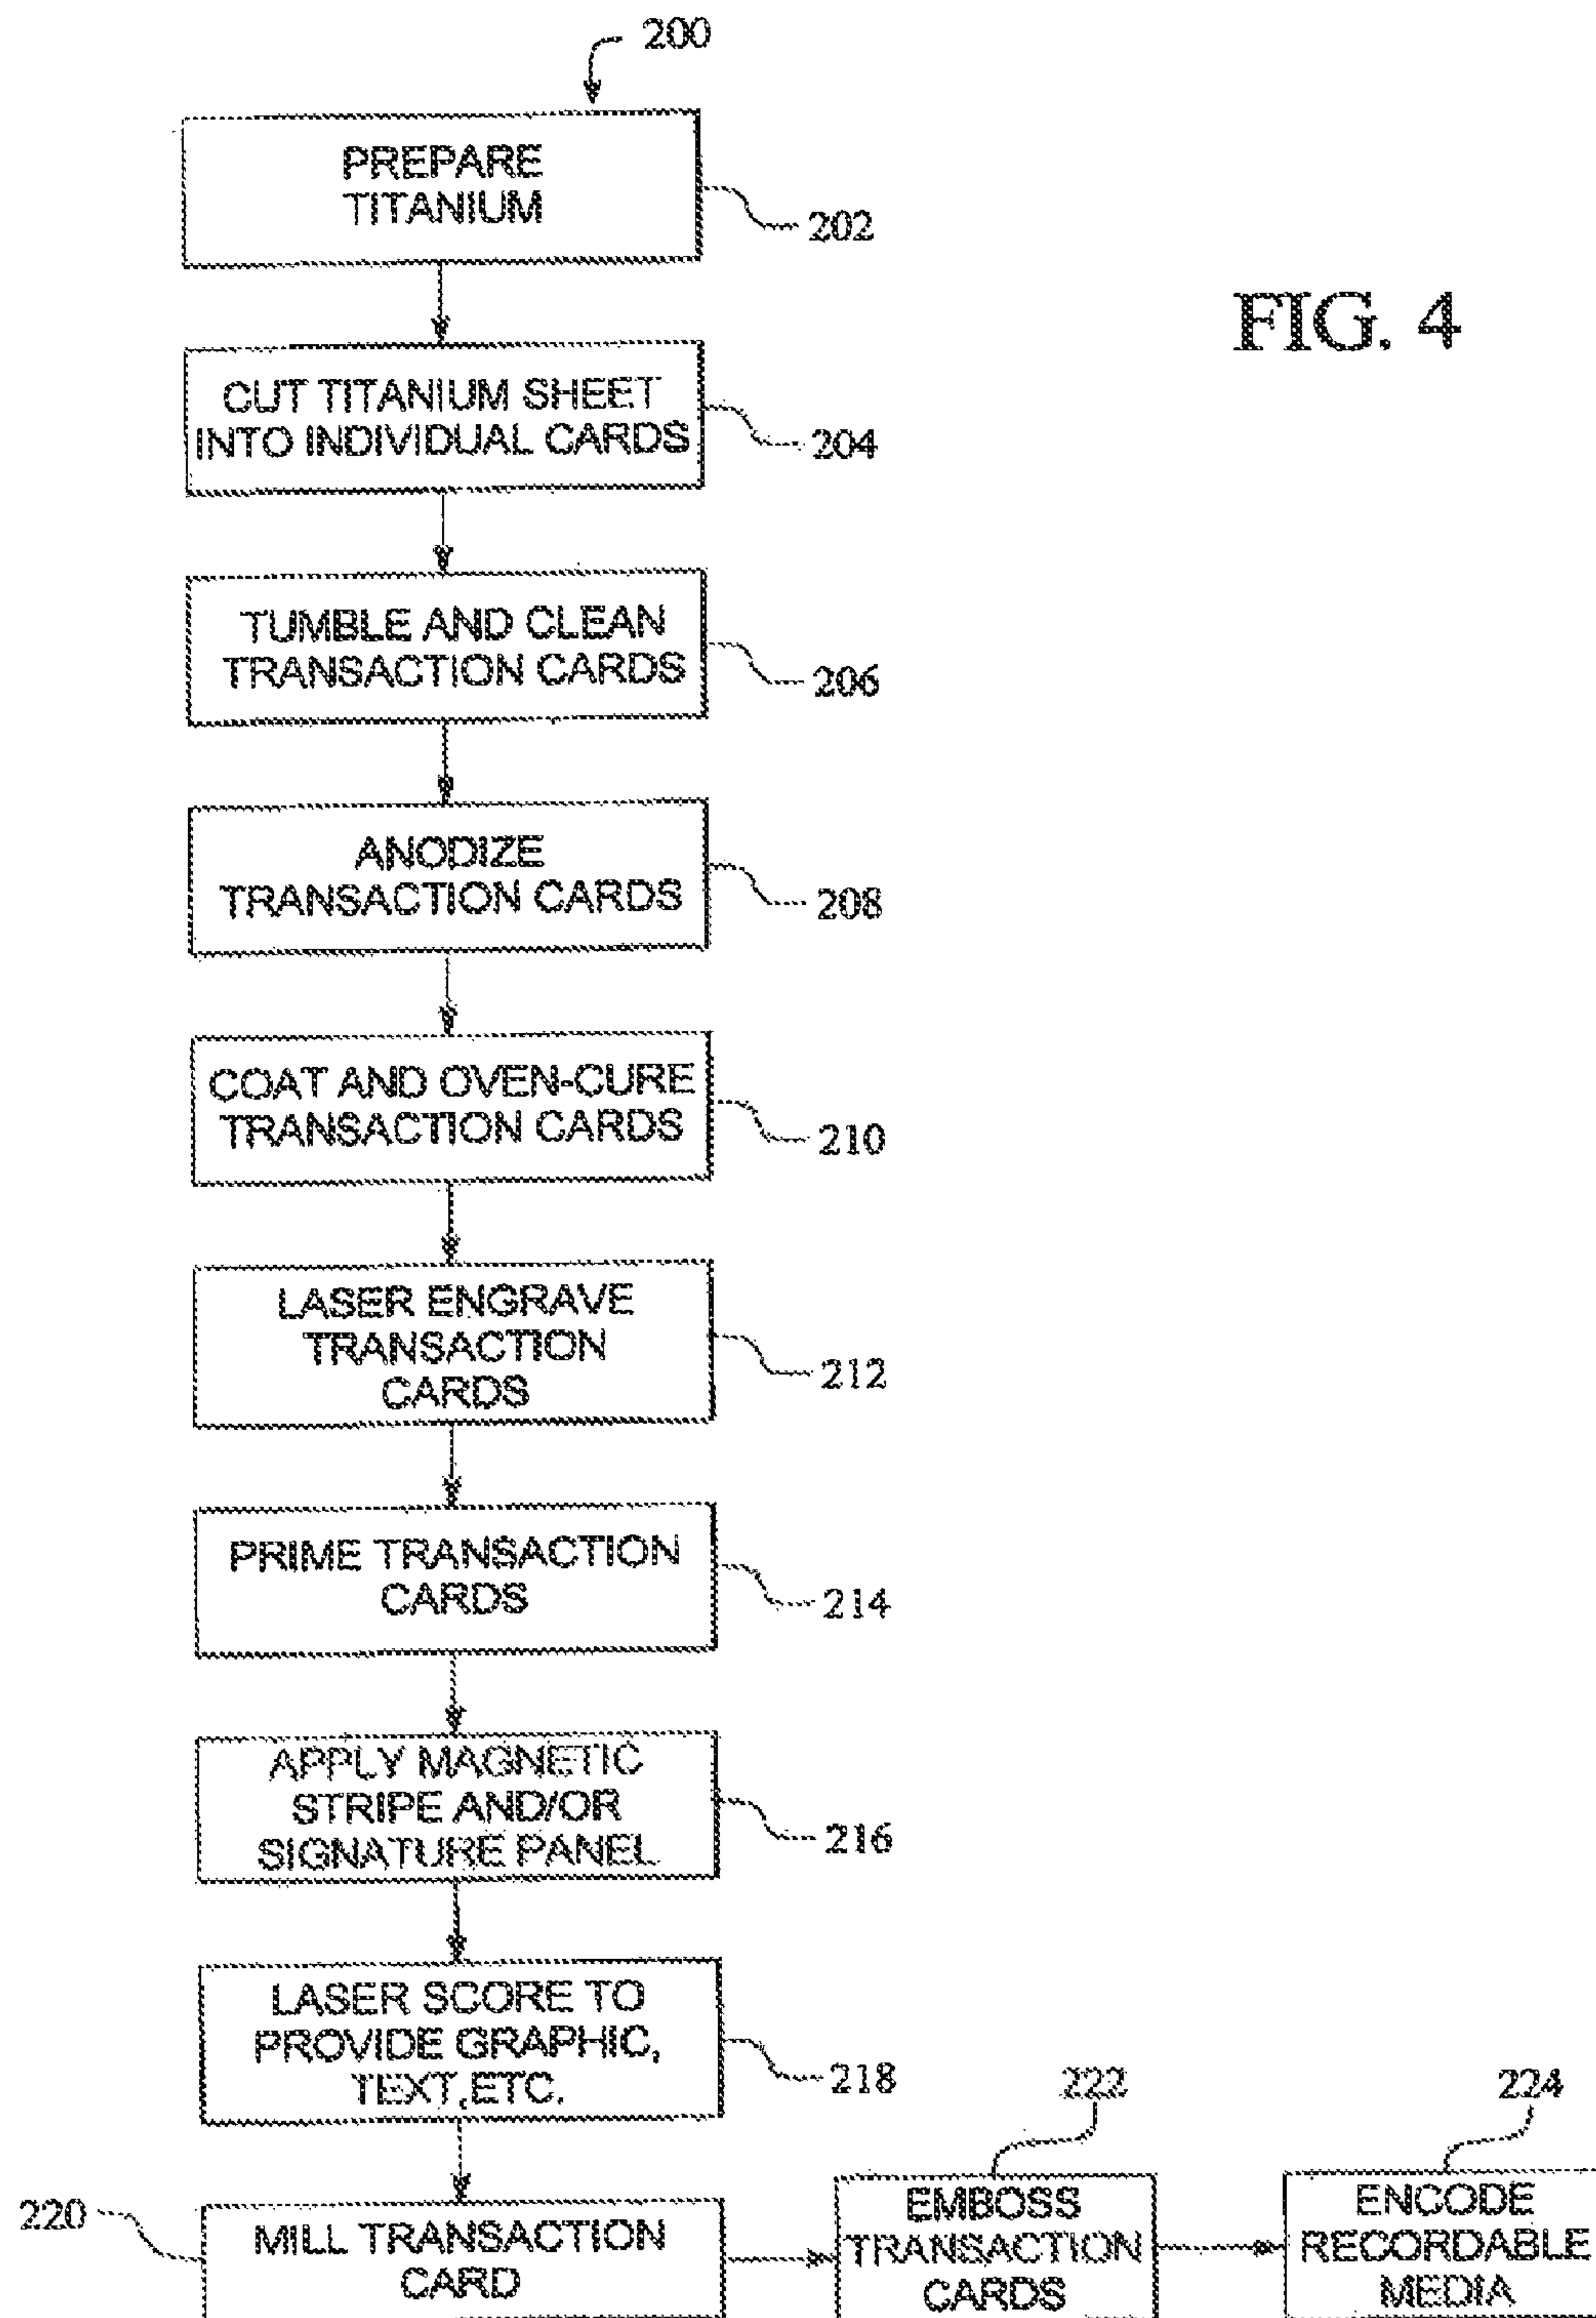 200
PREPARE
TITANIUM
202
FIG. 4
CUT TITANIUM SHEET
INTO INDIVIDUAL CARDS
204
TUMBLE AND CLEAN
TRANSACTION CARDS
206
ANODIZE
TRANSACTION CARDS
208
COAT AND OVEN-CURE
TRANSACTION CARDS
210
LASER ENGRAVE
TRANSACTION
CARDS
212
PRIME TRANSACTION
CARDS
214
APPLY MAGNETIC
STRIPE AND/OR
SIGNATURE PANEL
216
LASER SCORE TO
PROVIDE GRAPHIC,
TEXT,ETC.
218
220
MILL TRANSACTION
CARD
222
EMBOSS
TRANSACTION
CARDS
224
ENCODE
RECORDABLE
MEDIA